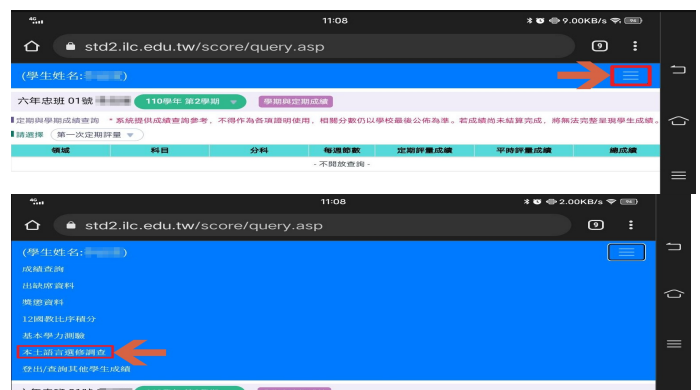 4G
11:08
9.00KB/s
std2.ilc.edu.tw/score/query.asp
9
(學生姓名: )
六年忠班 01號
110學年 第2學期
學期與定期成績
定期與學期成績查詢 * 系統提供成績查詢參考，不得作為各項證明使用，相關分數仍以學校最後公佈為準。若成績尚未結算完成，將無法完整呈現學生成績。
請選擇 第一次定期評量
領域 科目 分科 每週節數 定期評量成績 平時評量成績 總成績
- 不開放查詢 -
4G
11:08
2.00KB/s
std2.ilc.edu.tw/score/query.asp
9
(學生姓名: )
成績查詢
出缺席資料
獎懲資料
12國教比序積分
基本學力測驗
本土語言選修調查
登出/查詢其他學生成績